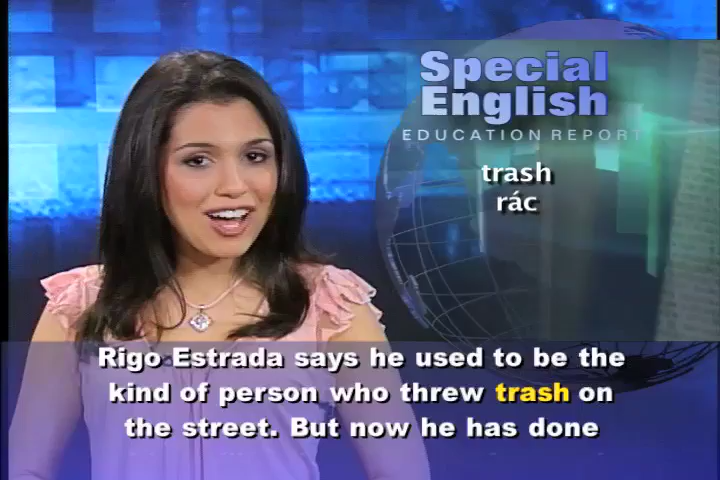 Special
English
EDUCATION REPORT
trash
rác
Rigo Estrada says he used to be the
kind of person who threw trash on
the street. But now he has done